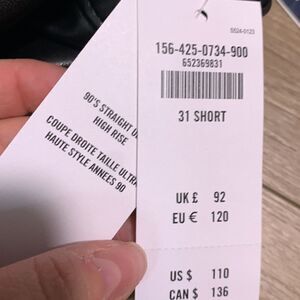 5524-0123
156-425-0734-900
652369831
31 SHORT
UK £ 92
EU € 120
US $ 110
CAN $ 136
90'S STRAIGHT
HIGH RISE
COUPE DROITE TAILLE ULTRA
HAUTE STYLE ANNEES 90